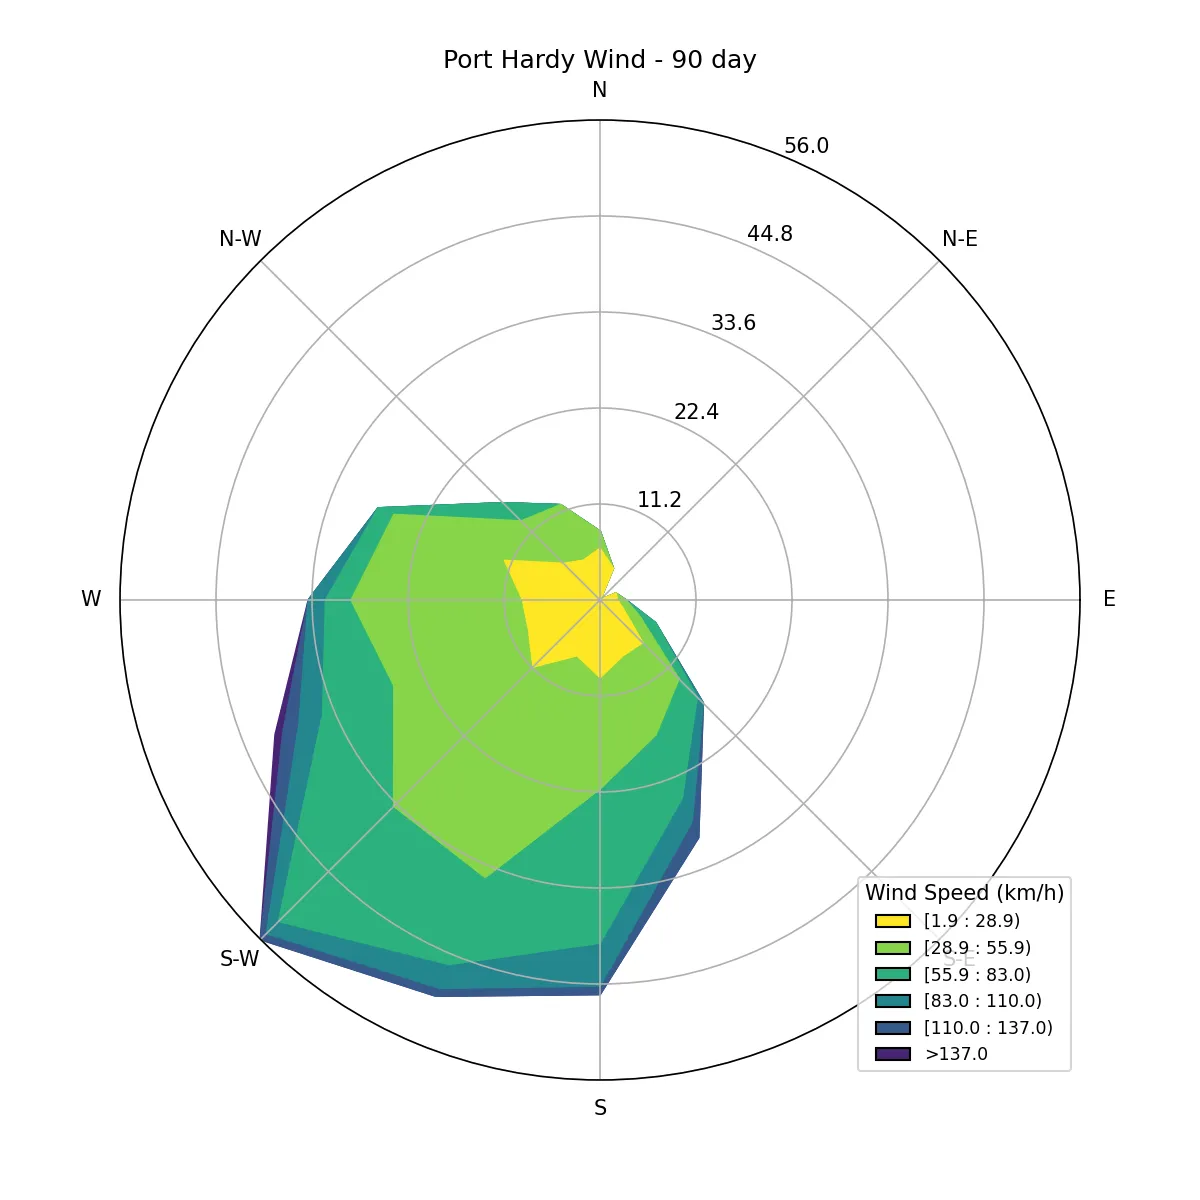 Port Hardy Wind - 90 day
N
56.0
N-W
44.8
N-E
33.6
22.4
11.2
W
E
Wind Speed (km/h)
[1.9 : 28.9)
[28.9 : 55.9)
S-W
S-E
[55.9 : 83.0)
[83.0 : 110.0)
[110.0 : 137.0)
>137.0
S